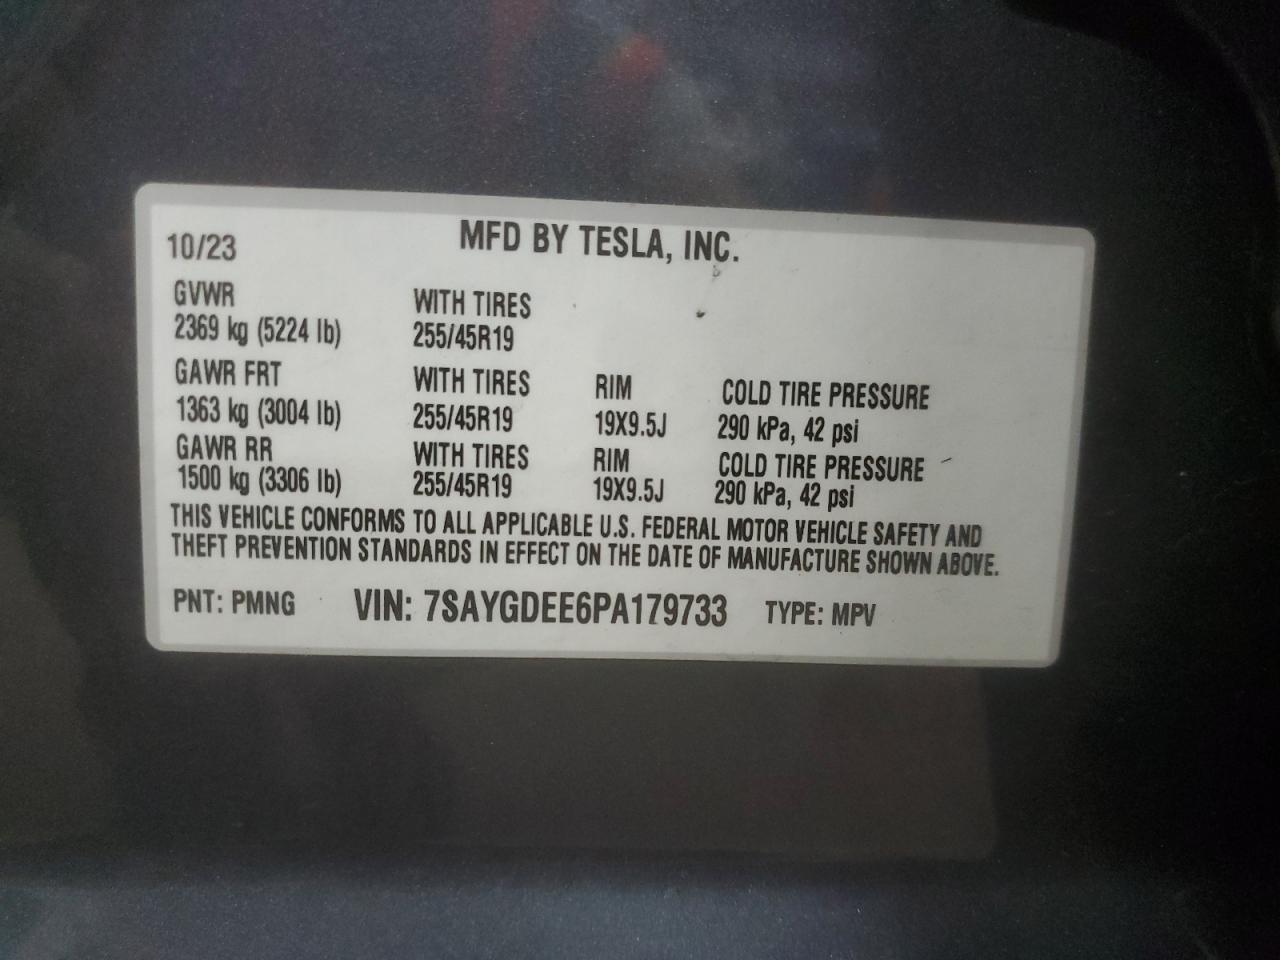 MFD BY TESLA, INC.
10/23
GVWR WITH TIRES
2369 kg (5224 lb) 255/45R19
GAWR FRT WITH TIRES RIM COLD TIRE PRESSURE
1363 kg (3004 lb) 255/45R19 19X9.5J 290 kPa, 42 psi
GAWR RR WITH TIRES RIM COLD TIRE PRESSURE
1500 kg (3306 lb) 255/45R19 19X9.5J 290 kPa, 42 psi
THIS VEHICLE CONFORMS TO ALL APPLICABLE U.S. FEDERAL MOTOR VEHICLE SAFETY AND
THEFT PREVENTION STANDARDS IN EFFECT ON THE DATE OF MANUFACTURE SHOWN ABOVE.
PNT: PMNG VIN: 7SAYGDEE6PA179733 TYPE: MPV